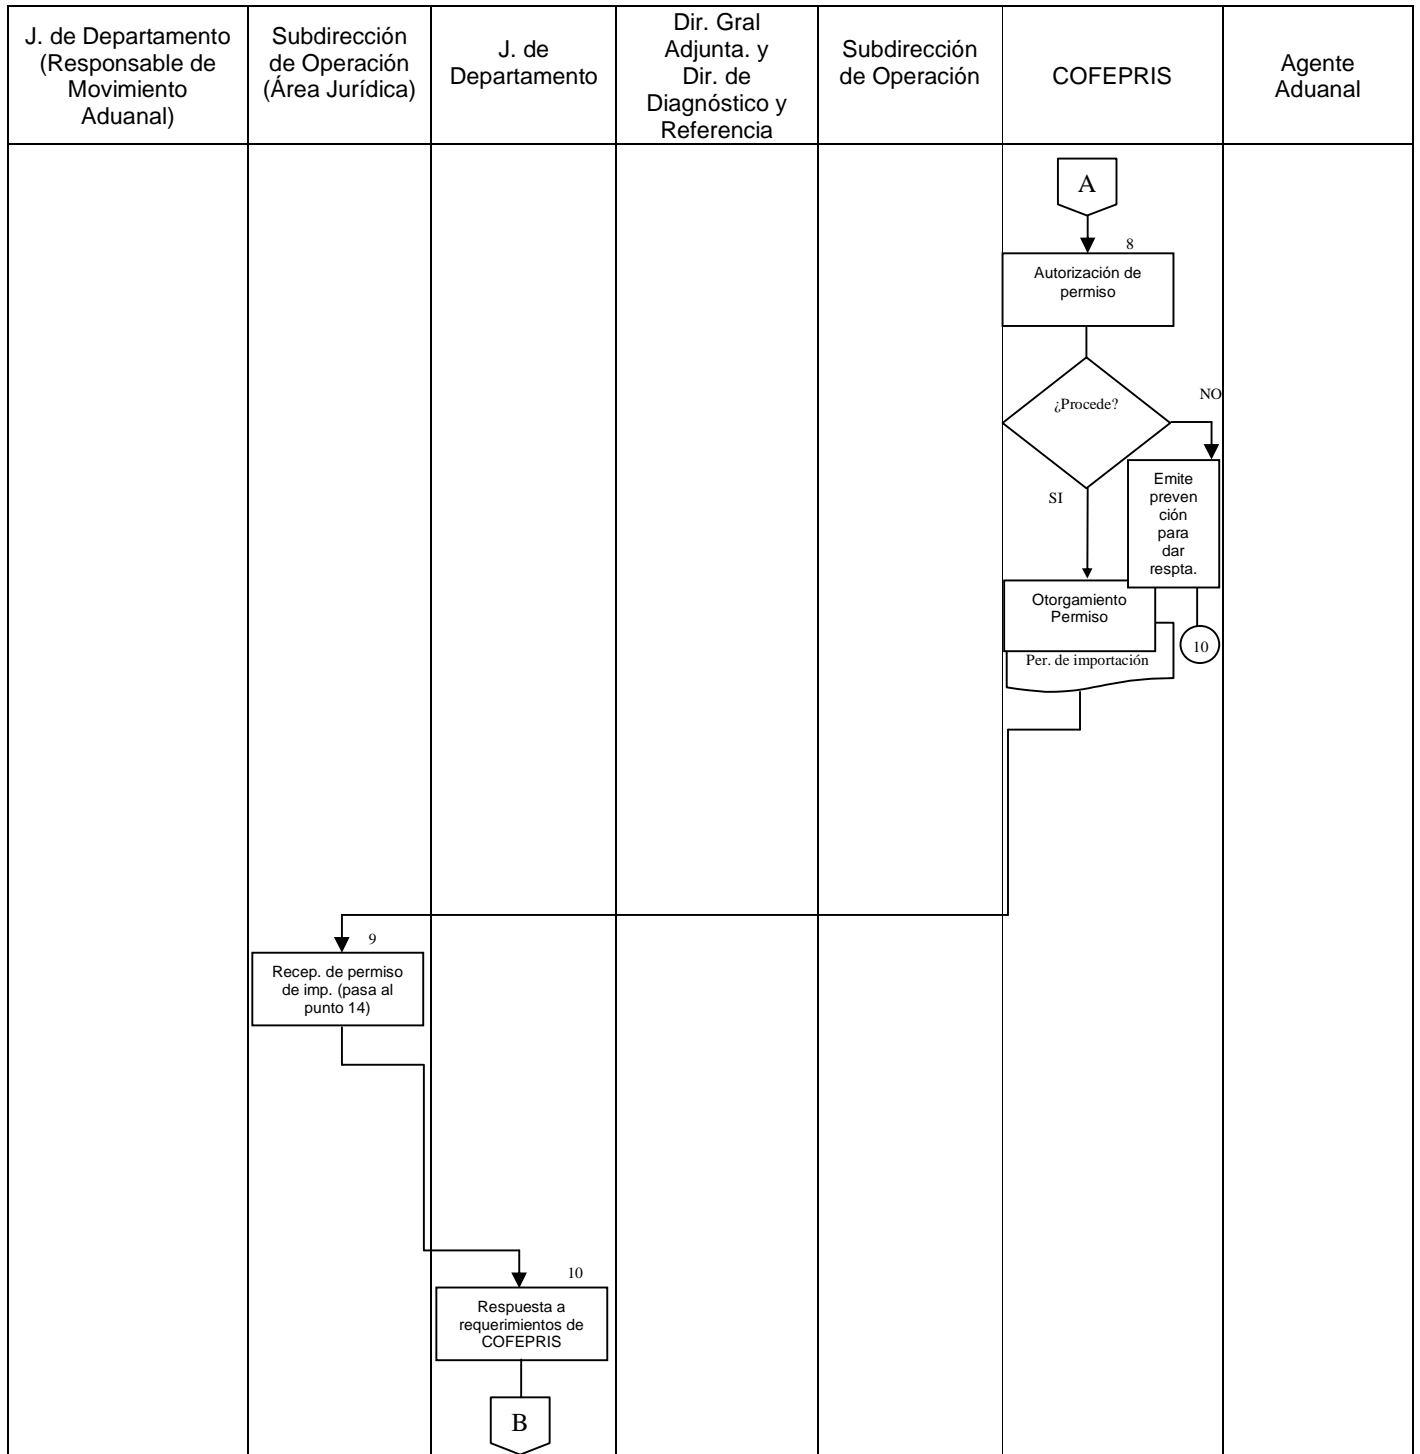 J. de Departamento
(Responsable de
Movimiento
Aduanal)
Subdirección
de Operación
(Área Jurídica)
J. de
Departamento
Dir. Gral
Adjunta. y
Dir. de
Diagnóstico y
Referencia
Subdirección
de Operación
COFEPRIS
Agente
Aduanal
A
8
Autorización de
permiso
¿Procede?
NO
SI
Emite
preven
ción
para
dar
respta.
Otorgamiento
Permiso
10
Per. de importación
9
Recep. de permiso
de imp. (pasa al
punto 14)
10
Respuesta a
requerimientos de
COFEPRIS
B